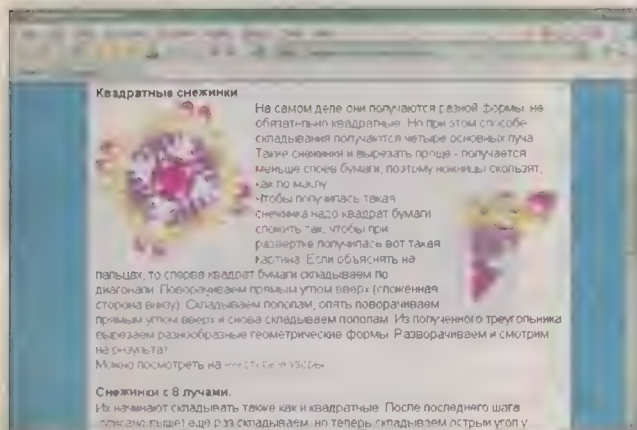 Квадратные снежинки
На самом деле они получаются разной формы, не
обязательно квадратные. Но при этом способе
складывания получаются четыре основных луча.
Такие снежинки и вырезать проще - получается
меньше слоев бумаги, поэтому ножницы скользят,
как по маслу.
Чтобы получилась такая
снежинка надо квадрат бумаги
сложить так, чтобы при
развертке получилась вот такая
картина. Если объяснять на
пальцах, то сперва квадрат бумаги складываем по
диагонали. Поворачиваем прямым углом вверх (сложенная
сторона внизу). Складываем пополам, опять поворачиваем
прямым углом вверх и снова складываем пополам. Из полученного треугольника
вырезаем разнообразные геометрические формы. Разворачиваем и смотрим
на результат.
Можно посмотреть на
Снежинки с 8 лучами.
Их начинают складывать также как и квадратные. После последнего шага
(описано выше) еще раз складываем, но теперь складываем острый угол у